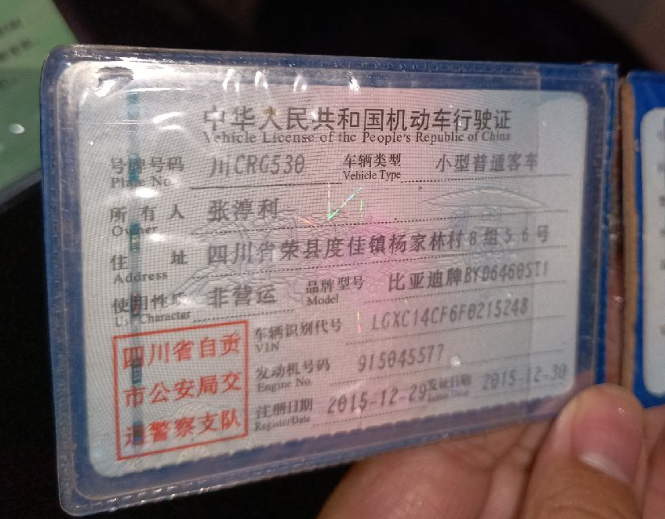 中华人民共和国机动车行驶证
Vehicle License of the People's Republic of China
号牌号码 川CRG530 车辆类型 小型普通客车
Plate No. Vehicle Type
所有人 张淳利
Owner
住址 四川省荣县度佳镇杨家林村8组56号
Address
使用性质 非营运 品牌型号 比亚迪牌BYD6460ST1
Use Character Model
四川省自贡
市公安局交
通警察支队
车辆识别代号 LGXC14CF6F0215248
VIN
发动机号码 915045577
Engine No.
注册日期 2015-12-29 发证日期 2015-12-30
Register Date Issue Date